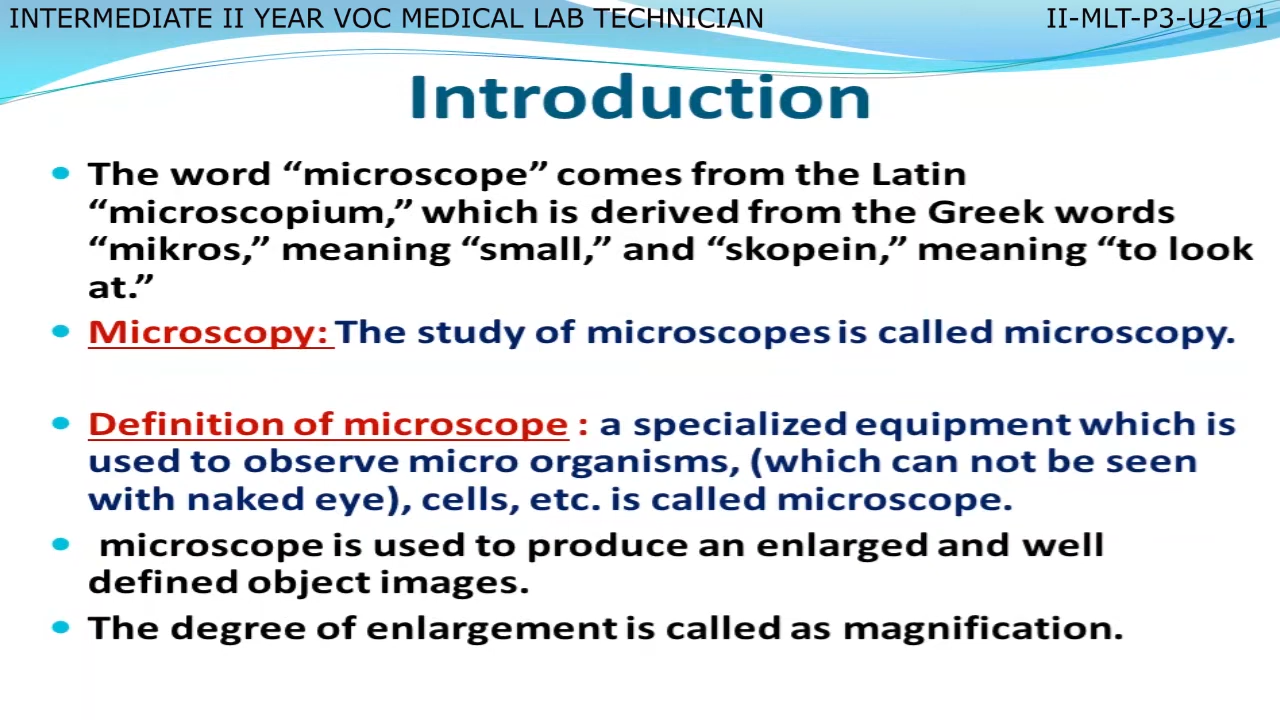 INTERMEDIATE II YEAR VOC MEDICAL LAB TECHNICIAN II-MLT-P3-U2-01
Introduction
• The word “microscope” comes from the Latin
“microscopium,” which is derived from the Greek words
“mikros,” meaning “small,” and “skopein,” meaning “to look
at.”
• Microscopy: The study of microscopes is called microscopy.
• Definition of microscope : a specialized equipment which is
used to observe micro organisms, (which can not be seen
with naked eye), cells, etc. is called microscope.
• microscope is used to produce an enlarged and well
defined object images.
• The degree of enlargement is called as magnification.